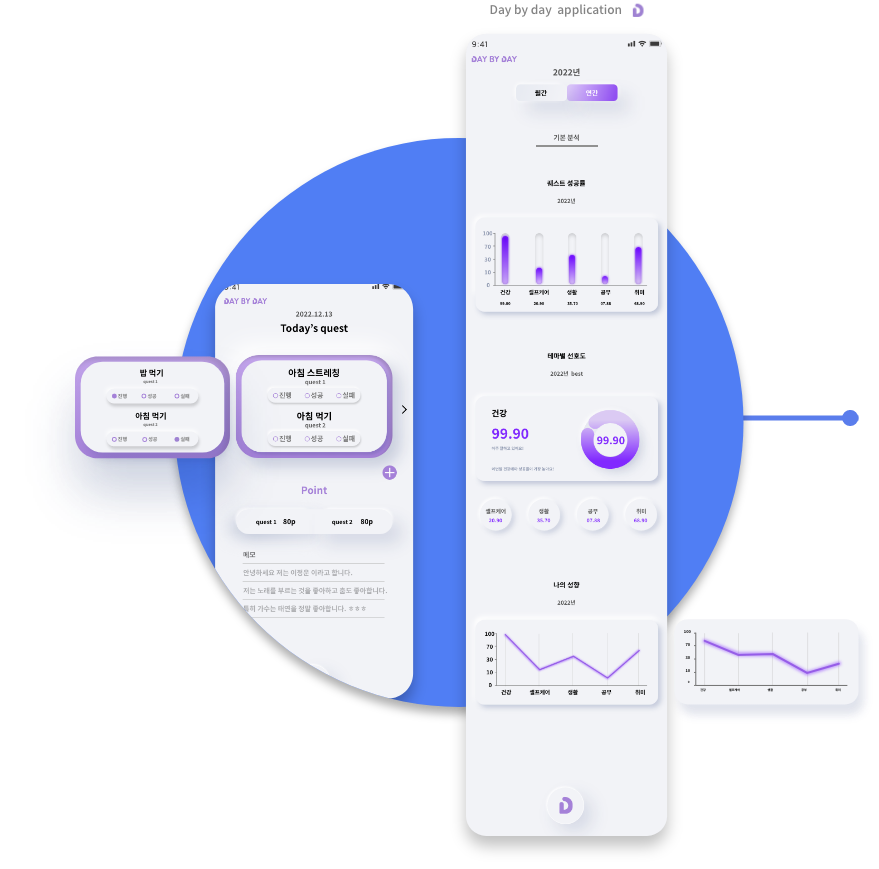 Day by day application
9:41
DAY BY DAY
2022년
월간 연간
기본 분석
퀘스트 성공률
2022년
100
70
30
10
0
건강 셀프케어 생활 공부 취미
99.90 20.90 35.70 07.88 68.90
테마별 선호도
2022년 best
건강
99.90
99.90
셀프케어 생활 공부 취미
20.90 35.70 07.88 68.90
나의 성향
2022년
100
70
30
10
0
건강 셀프케어 생활 공부 취미
100
70
30
10
0
건강 셀프케어 생활 공부 취미
9:41
DAY BY DAY
2022.12.13
Today's quest
밥 먹기
quest 1
진행 성공 실패
아침 먹기
quest 2
진행 성공 실패
아침 스트레칭
quest 1
진행 성공 실패
아침 먹기
quest 2
진행 성공 실패
Point
quest 1 80p quest 2 80p
메모
안녕하세요 저는 이정운 이라고 합니다.
저는 노래를 부르는 것을 좋아하고 춤도 좋아합니다.
특히 가수는 태연을 정말 좋아합니다. ㅎㅎㅎ